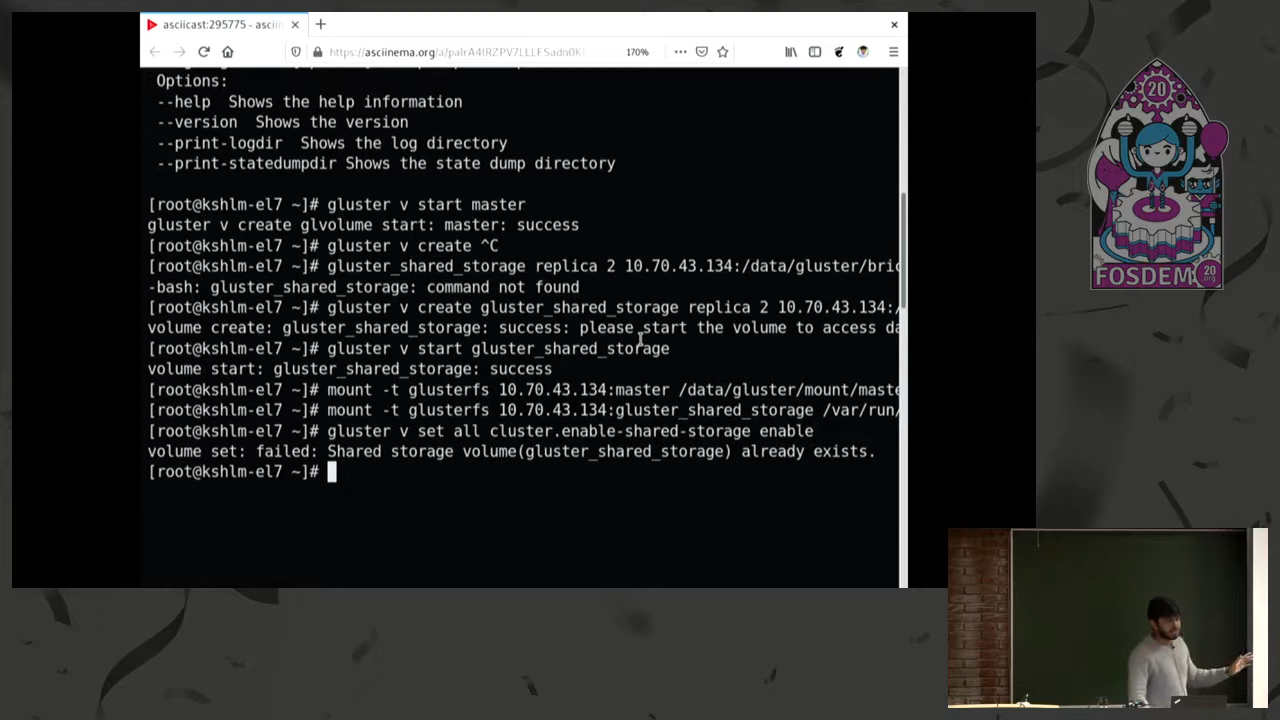 asciicast:295775 - asciin
https://asciinema.org/a/
170%
Options:
--help  Shows the help information
--version  Shows the version
--print-logdir  Shows the log directory
--print-statedumpdir Shows the state dump directory
[root@kshlm-el7 ~]# gluster v start master
gluster v create glvolume start: master: success
[root@kshlm-el7 ~]# gluster v create ^C
[root@kshlm-el7 ~]# gluster_shared_storage replica 2 10.70.43.134:/data/gluster/bric
-bash: gluster_shared_storage: command not found
[root@kshlm-el7 ~]# gluster v create gluster_shared_storage replica 2 10.70.43.134:/
volume create: gluster_shared_storage: success: please start the volume to access da
[root@kshlm-el7 ~]# gluster v start gluster_shared_storage
volume start: gluster_shared_storage: success
[root@kshlm-el7 ~]# mount -t glusterfs 10.70.43.134:master /data/gluster/mount/maste
[root@kshlm-el7 ~]# mount -t glusterfs 10.70.43.134:gluster_shared_storage /var/run/
[root@kshlm-el7 ~]# gluster v set all cluster.enable-shared-storage enable
volume set: failed: Shared storage volume(gluster_shared_storage) already exists.
[root@kshlm-el7 ~]#
20
FOSDEM
20
.org